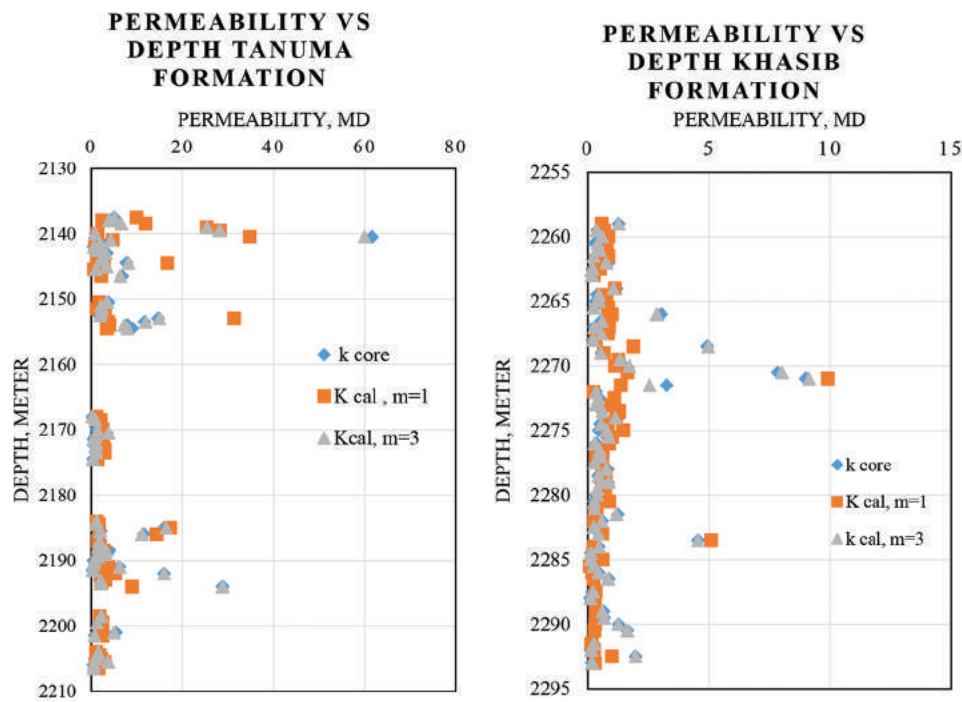 PERMEABILITY VS
DEPTH TANUMA
FORMATION
PERMEABILITY, MD
0 20 40 60 80
DEPTH, METER
2130
2140
2150
2160
2170
2180
2190
2200
2210
k core
K cal , m=1
Kcal, m=3
PERMEABILITY VS
DEPTH KHASIB
FORMATION
PERMEABILITY, MD
0 5 10 15
DEPTH, METER
2255
2260
2265
2270
2275
2280
2285
2290
2295
k core
K cal, m=1
k cal, m=3